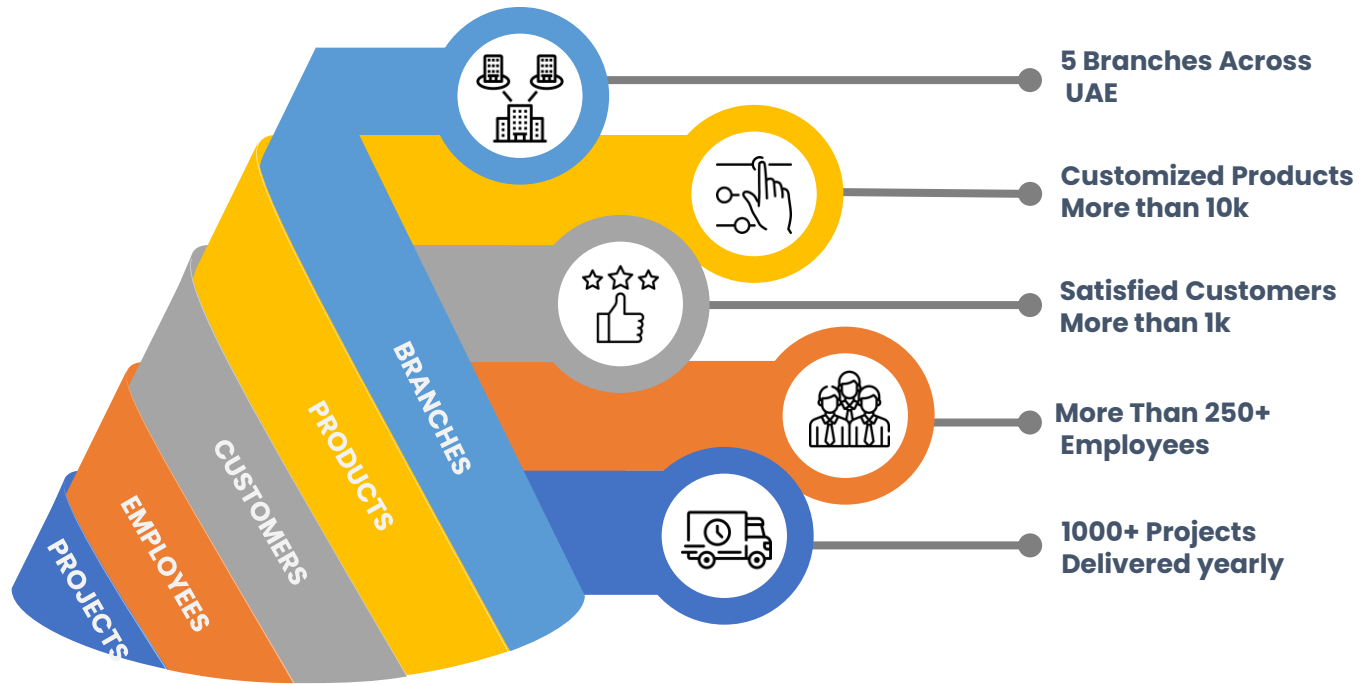 5 Branches Across
UAE
Customized Products
More than 10k
Satisfied Customers
More than 1k
More Than 250+
Employees
1000+ Projects
Delivered yearly
BRANCHES
PRODUCTS
CUSTOMERS
EMPLOYEES
PROJECTS